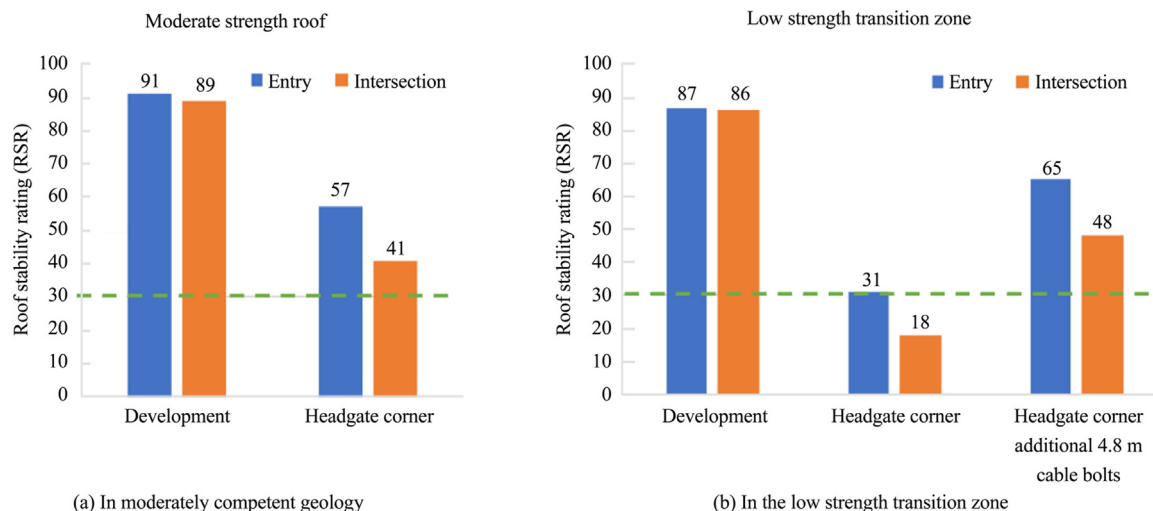 Moderate strength roof
Roof stability rating (RSR)
100
90
80
70
60
50
40
30
20
10
0
Entry
Intersection
91
89
57
41
Development
Headgate corner
(a) In moderately competent geology
Low strength transition zone
Roof stability rating (RSR)
100
90
80
70
60
50
40
30
20
10
0
Entry
Intersection
87
86
31
18
65
48
Development
Headgate corner
Headgate corner
additional 4.8 m
cable bolts
(b) In the low strength transition zone